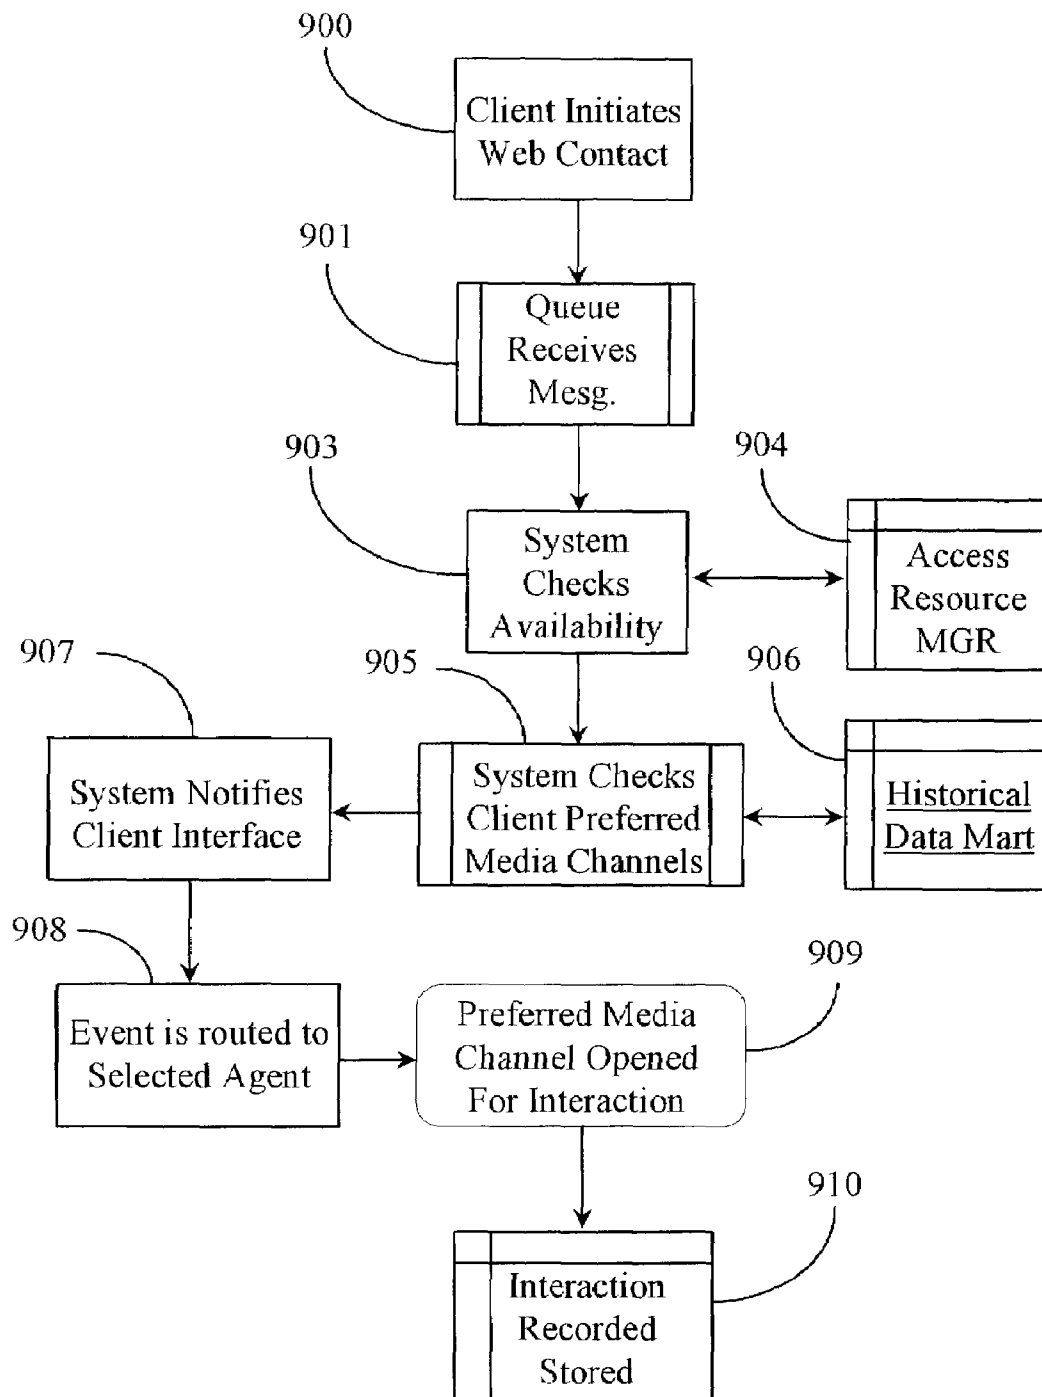 900
Client Initiates
Web Contact
901
Queue
Receives
Mesg.
903
System
Checks
Availability
904
Access
Resource
MGR
905
System Checks
Client Preferred
Media Channels
906
Historical
Data Mart
907
System Notifies
Client Interface
908
Event is routed to
Selected Agent
909
Preferred Media
Channel Opened
For Interaction
910
Interaction
Recorded
Stored